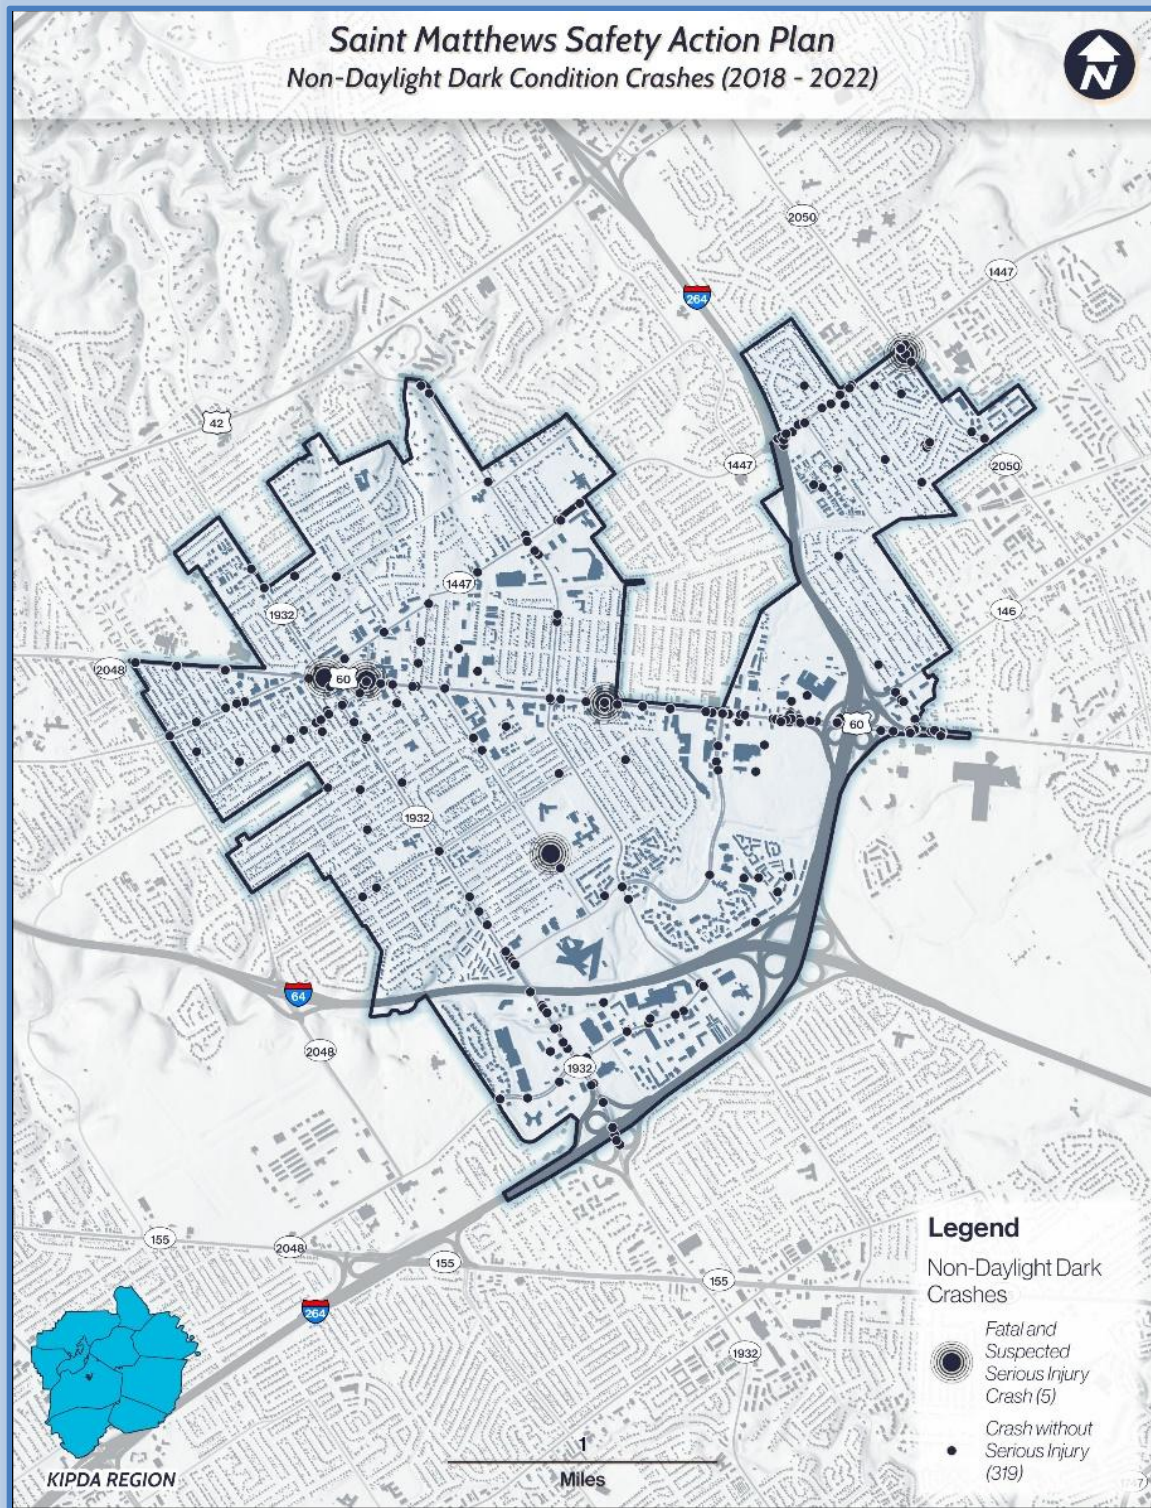 Saint Matthews Safety Action Plan
Non-Daylight Dark Condition Crashes (2018 - 2022)
N
2050
1447
264
42
1447
2050
1447
1932
146
2048
60
60
1932
64
2048
1932
155
2048
155
155
264
1932
Legend
Non-Daylight Dark
Crashes
Fatal and
Suspected
Serious Injury
Crash (5)
Crash without
Serious Injury
(319)
1
Miles
KIPDA REGION